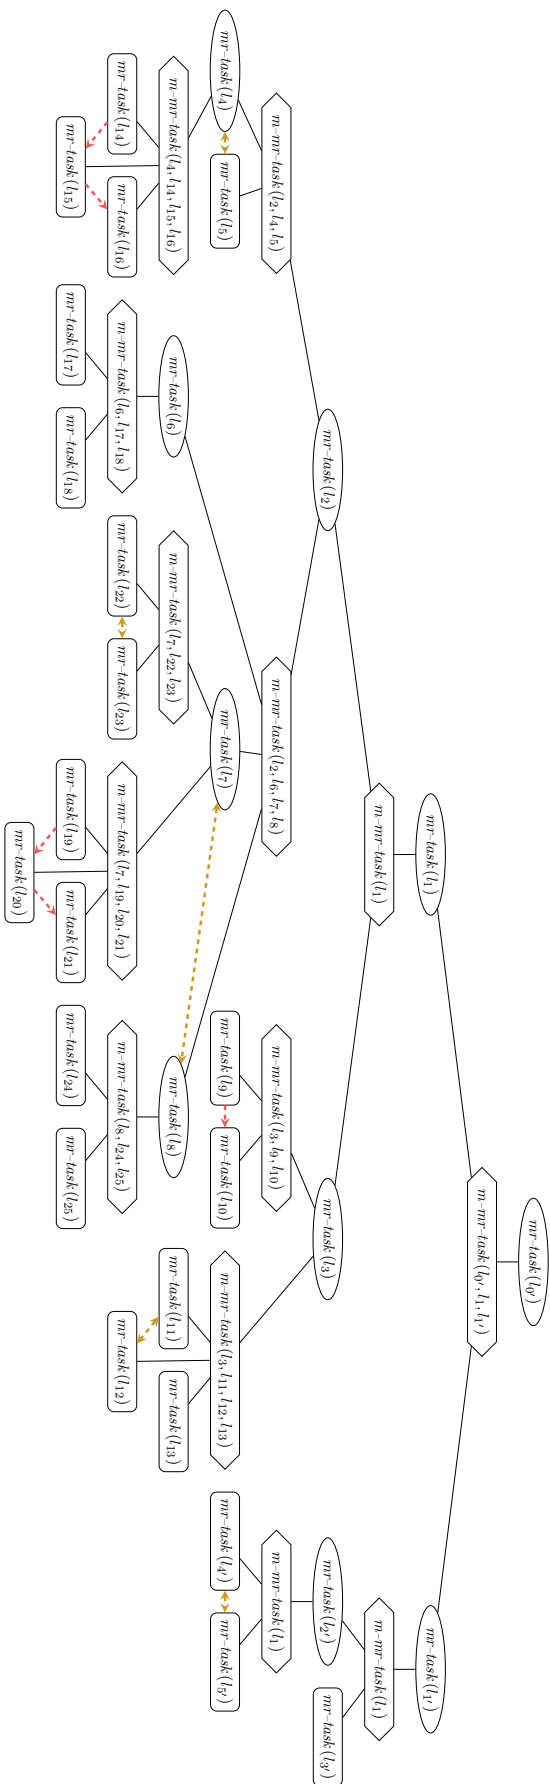 mr–task(l₀′)
m–mr–task(l₀′, l₁, l₁′)
mr–task(l₁)
mr–task(l₁′)
m–mr–task(l₁)
m–mr–task(l₁)
mr–task(l₂)
mr–task(l₃)
mr–task(l₂′)
mr–task(l₃′)
m–mr–task(l₂, l₄, l₅)
m–mr–task(l₂, l₆, l₇, l₈)
m–mr–task(l₃, l₉, l₁₀)
m–mr–task(l₃, l₁₁, l₁₂, l₁₃)
m–mr–task(l₁)
mr–task(l₄)
mr–task(l₅)
mr–task(l₆)
mr–task(l₇)
mr–task(l₈)
mr–task(l₉)
mr–task(l₁₀)
mr–task(l₁₁)
mr–task(l₁₂)
mr–task(l₁₃)
mr–task(l₄′)
mr–task(l₅′)
m–mr–task(l₄, l₁₄, l₁₅, l₁₆)
m–mr–task(l₆, l₁₇, l₁₈)
m–mr–task(l₇, l₂₂, l₂₃)
m–mr–task(l₇, l₁₉, l₂₀, l₂₁)
m–mr–task(l₈, l₂₄, l₂₅)
mr–task(l₁₄)
mr–task(l₁₅)
mr–task(l₁₆)
mr–task(l₁₇)
mr–task(l₁₈)
mr–task(l₂₂)
mr–task(l₂₃)
mr–task(l₁₉)
mr–task(l₂₀)
mr–task(l₂₁)
mr–task(l₂₄)
mr–task(l₂₅)